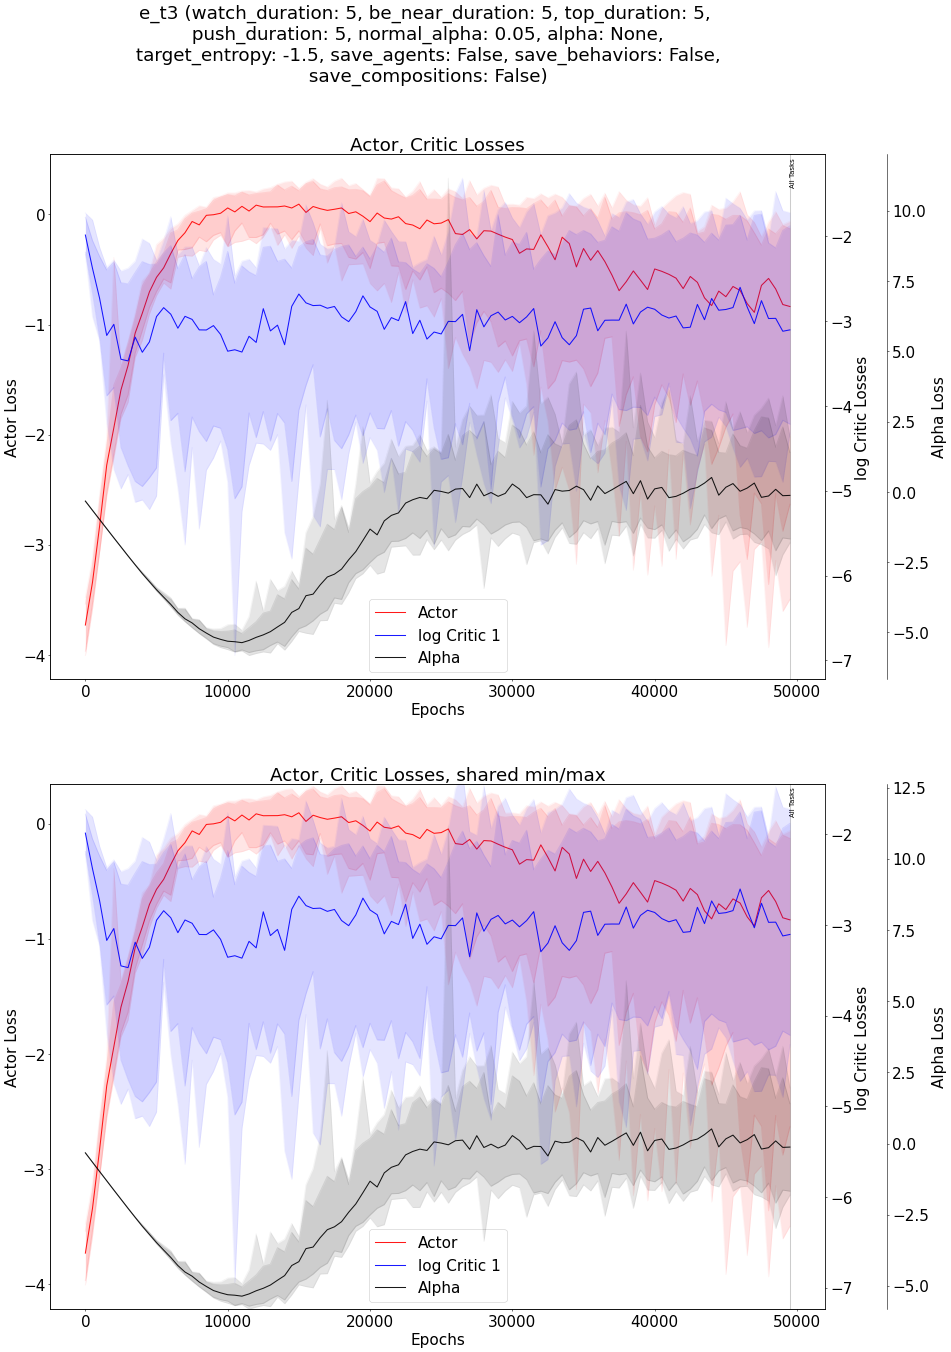 e_t3 (watch_duration: 5, be_near_duration: 5, top_duration: 5,
push_duration: 5, normal_alpha: 0.05, alpha: None,
target_entropy: -1.5, save_agents: False, save_behaviors: False,
save_compositions: False)
Actor, Critic Losses
All Tasks
Actor Loss
0
−1
−2
−3
−4
log Critic Losses
−2
−3
−4
−5
−6
−7
Alpha Loss
10.0
7.5
5.0
2.5
0.0
−2.5
−5.0
Actor
log Critic 1
Alpha
0 10000 20000 30000 40000 50000
Epochs
Actor, Critic Losses, shared min/max
All Tasks
Actor Loss
0
−1
−2
−3
−4
log Critic Losses
−2
−3
−4
−5
−6
−7
Alpha Loss
12.5
10.0
7.5
5.0
2.5
0.0
−2.5
−5.0
Actor
log Critic 1
Alpha
0 10000 20000 30000 40000 50000
Epochs